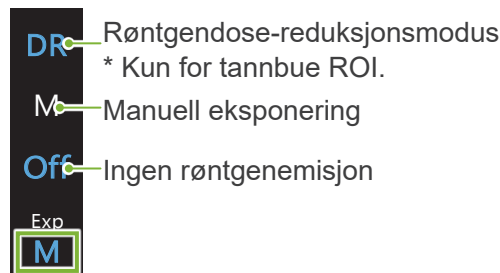 DR Røntgendose-reduksjonsmodus
* Kun for tannbue ROI.
M Manuell eksponering
Off Ingen røntgenemisjon
Exp
M